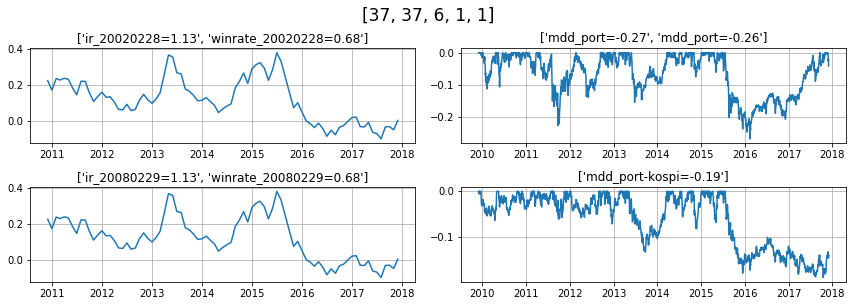 [37, 37, 6, 1, 1]
['ir_20020228=1.13', 'winrate_20020228=0.68']
0.4
0.2
0.0
2011 2012 2013 2014 2015 2016 2017 2018
['mdd_port=-0.27', 'mdd_port=-0.26']
0.0
−0.1
−0.2
2010 2011 2012 2013 2014 2015 2016 2017 2018
['ir_20080229=1.13', 'winrate_20080229=0.68']
0.4
0.2
0.0
2011 2012 2013 2014 2015 2016 2017 2018
['mdd_port-kospi=-0.19']
0.0
−0.1
2010 2011 2012 2013 2014 2015 2016 2017 2018